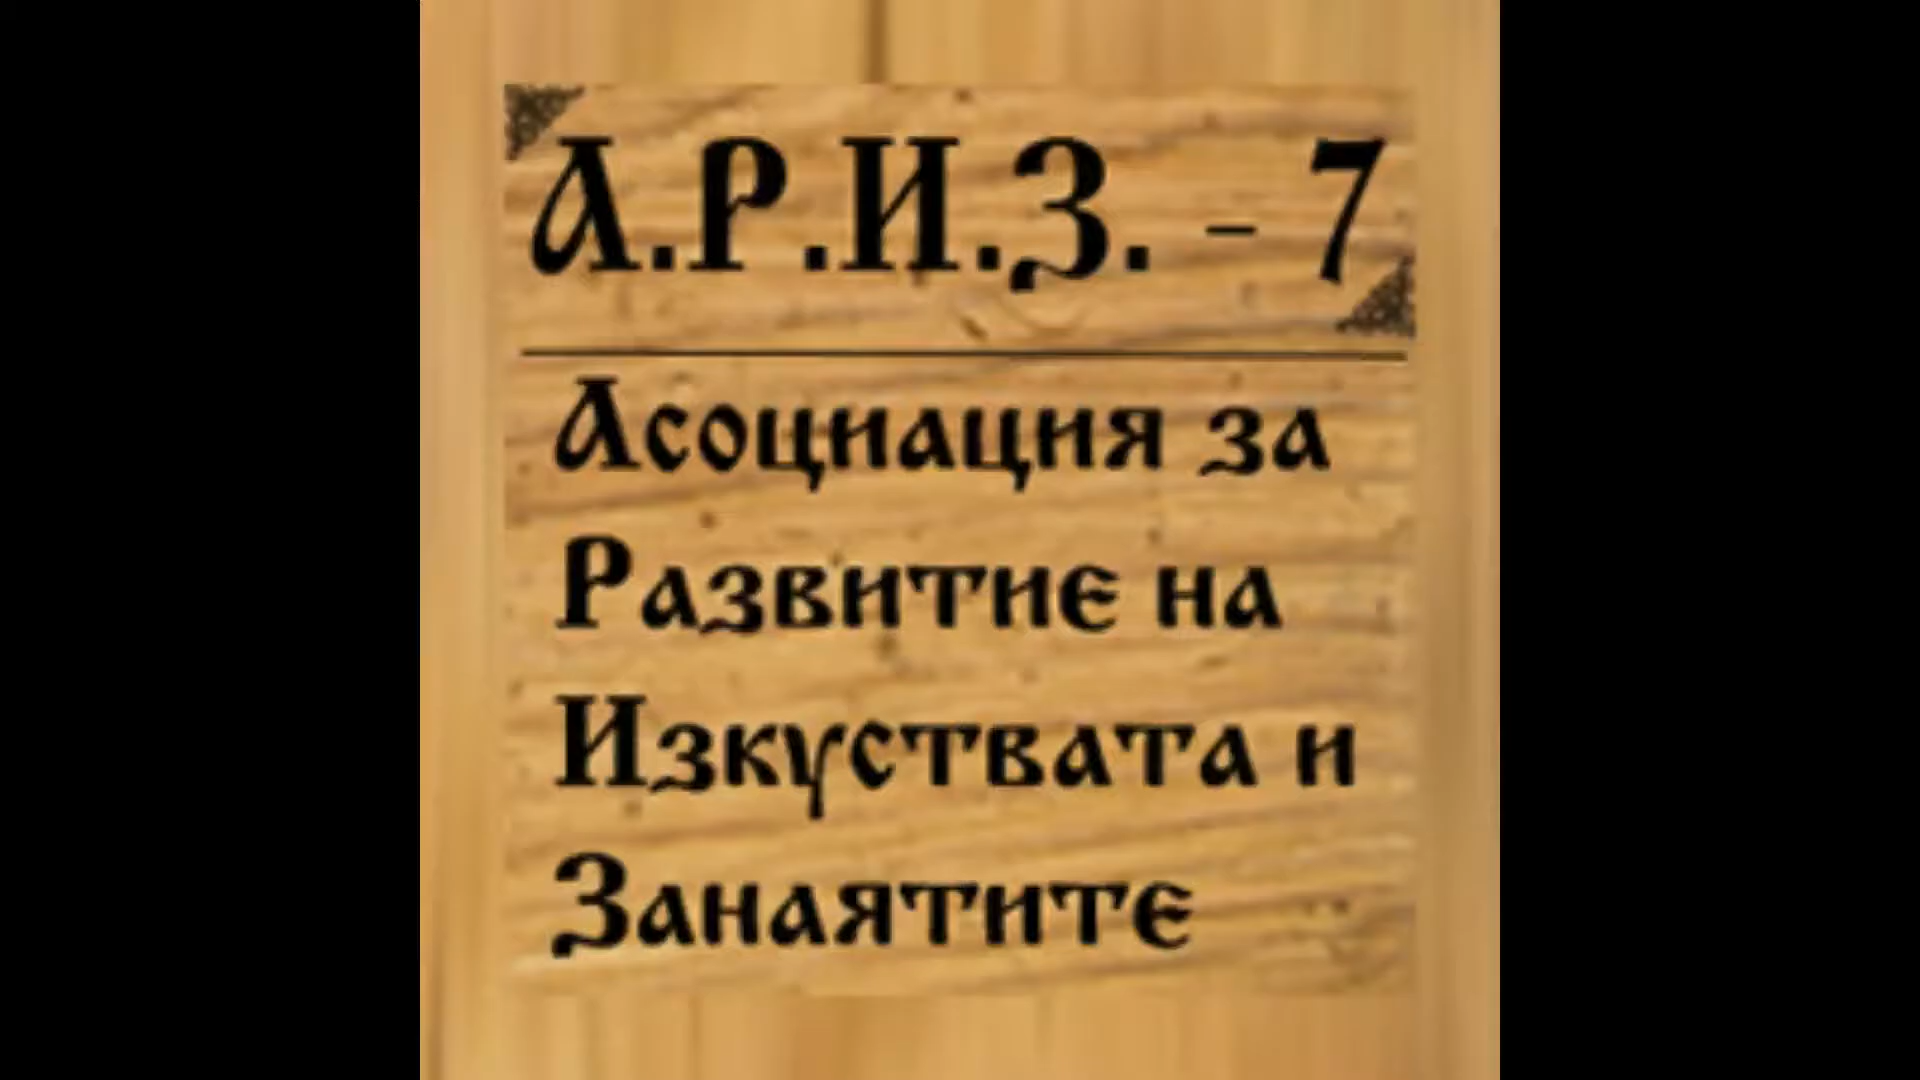 А.Р.И.З. - 7
Асоциация за
Развитие на
Изкуствата и
Занаятите